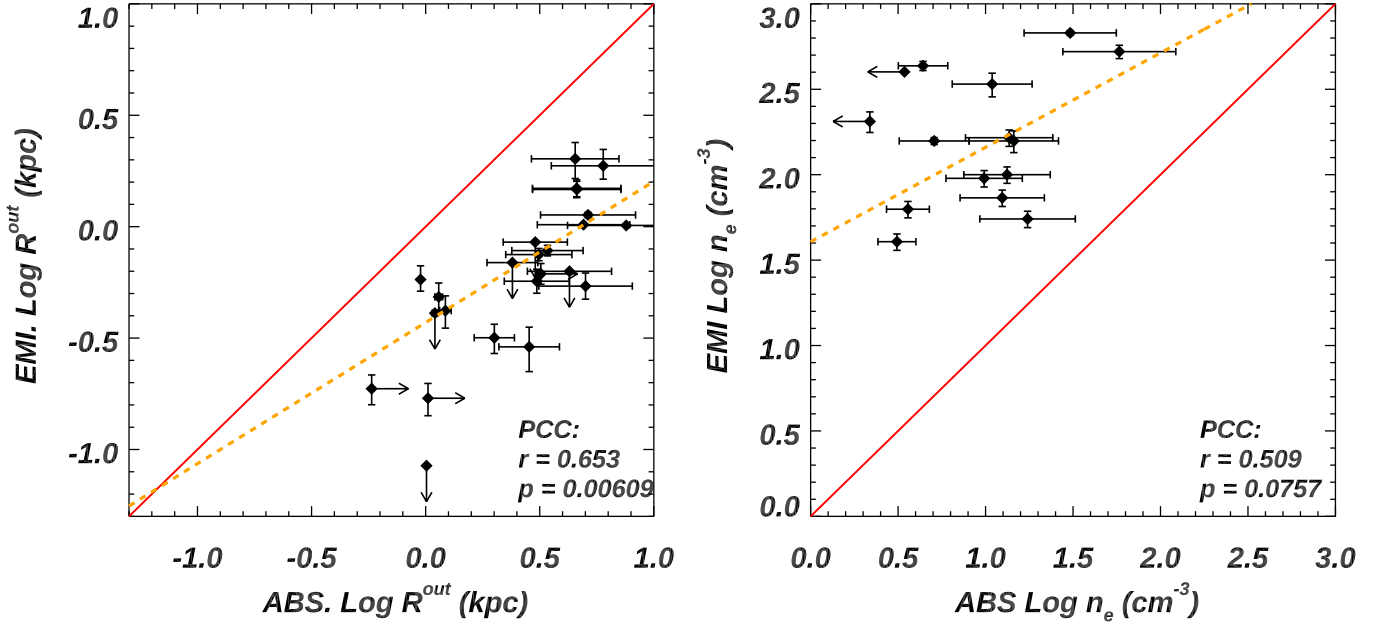 1.0
0.5
0.0
-0.5
-1.0
EMI. Log R^out (kpc)
PCC:
r = 0.653
p = 0.00609
-1.0 -0.5 0.0 0.5 1.0
ABS. Log R^out (kpc)
3.0
2.5
2.0
1.5
1.0
0.5
0.0
EMI Log n_e (cm^-3)
PCC:
r = 0.509
p = 0.0757
0.0 0.5 1.0 1.5 2.0 2.5 3.0
ABS Log n_e (cm^-3)